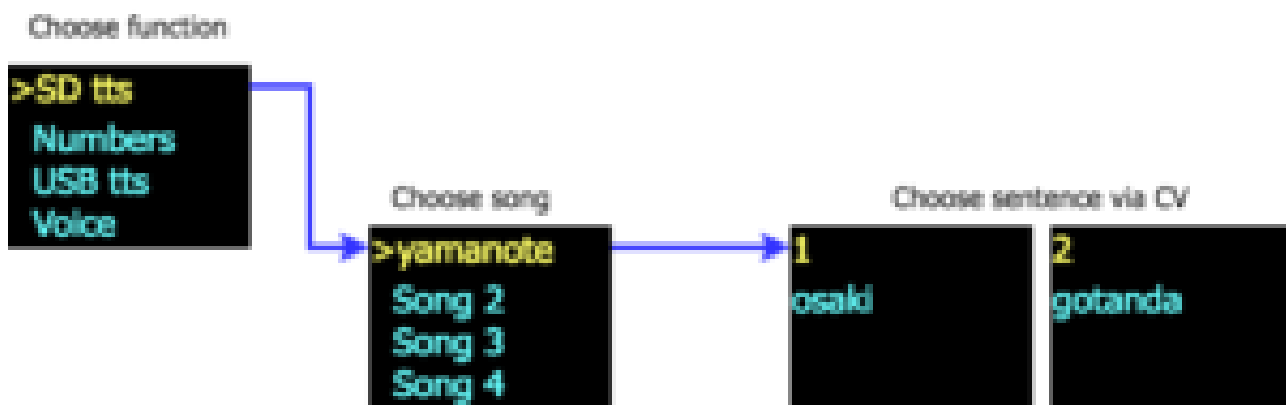 Choose function
>SD tts
Numbers
USB tts
Voice
Choose song
>yamanote
Song 2
Song 3
Song 4
Choose sentence via CV
1
osaki
2
gotanda